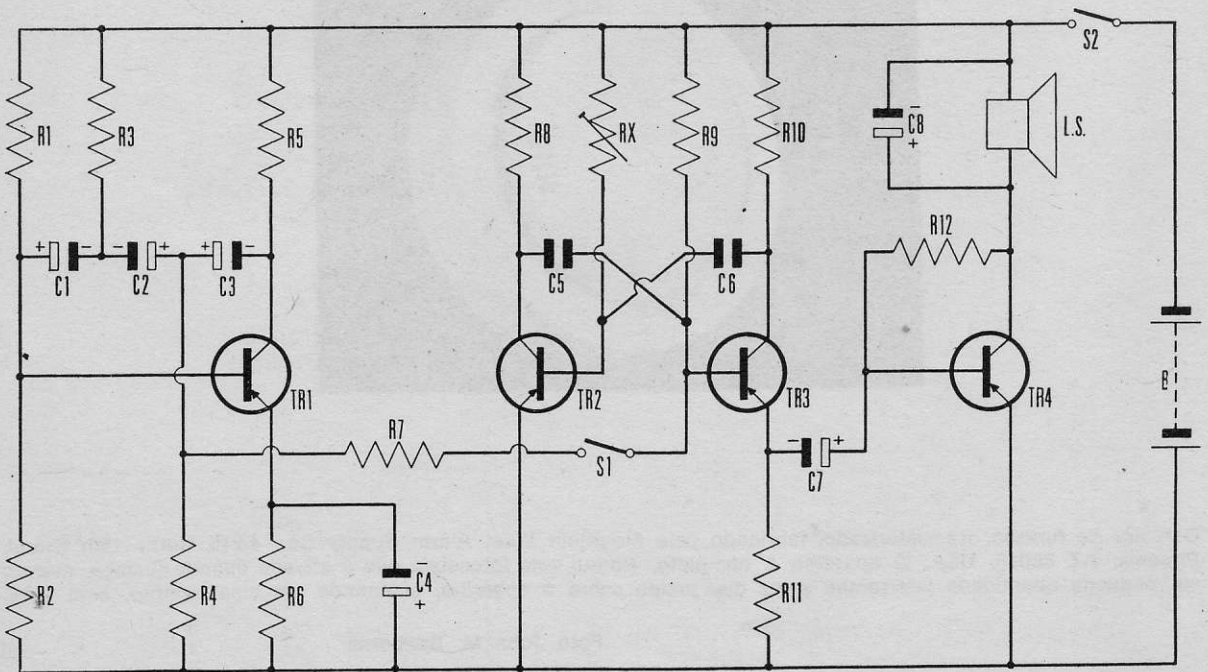 S2
R1
R3
R5
R8
RX
R9
R10
C8
L.S.
R12
C1
C2
C3
C5
C6
TR1
TR2
TR3
TR4
B
R7
S1
C7
C4
R2
R4
R6
R11